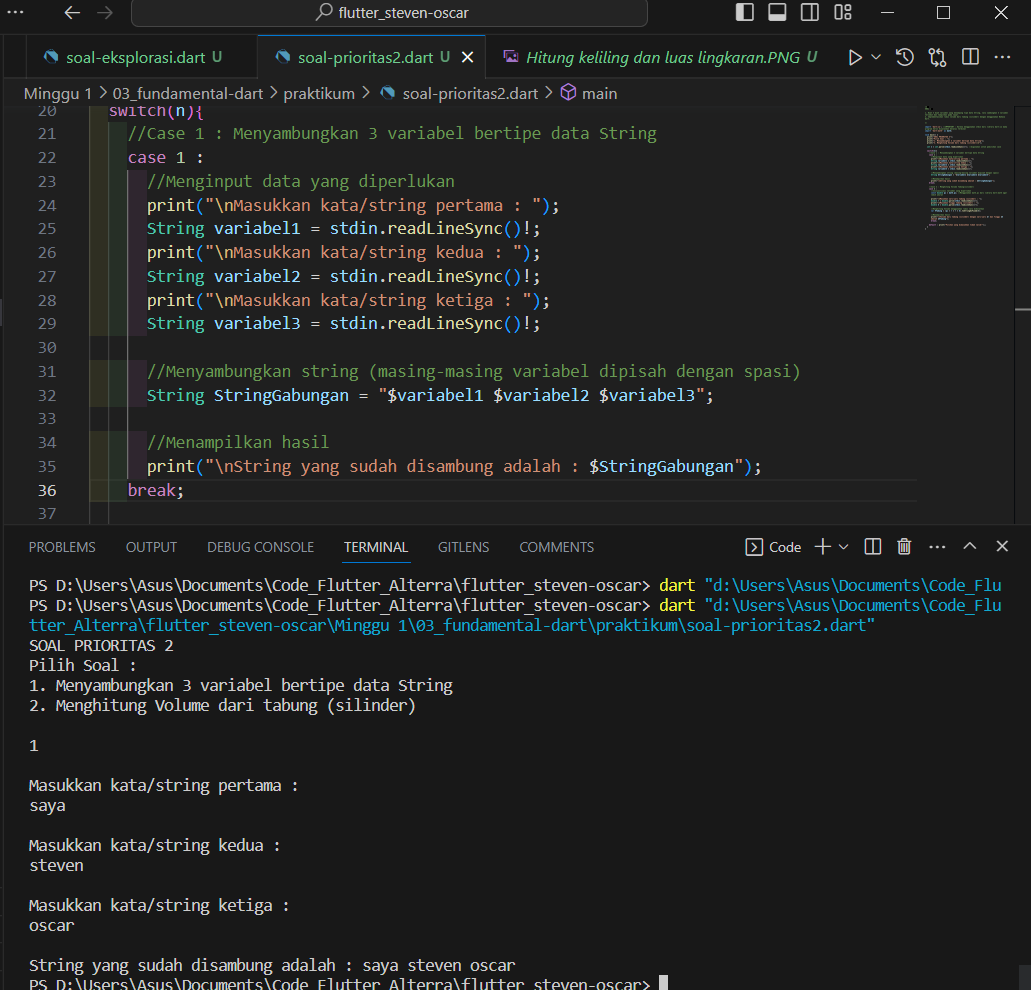 flutter_steven-oscar
soal-eksplorasi.dart U
soal-prioritas2.dart U
Hitung keliling dan luas lingkaran.PNG U
Minggu 1 > 03_fundamental-dart > praktikum > soal-prioritas2.dart > main
20 switch(n){
21 //Case 1 : Menyambungkan 3 variabel bertipe data String
22 case 1 :
23 //Menginput data yang diperlukan
24 print("\nMasukkan kata/string pertama : ");
25 String variabel1 = stdin.readLineSync()!;
26 print("\nMasukkan kata/string kedua : ");
27 String variabel2 = stdin.readLineSync()!;
28 print("\nMasukkan kata/string ketiga : ");
29 String variabel3 = stdin.readLineSync()!;
30
31 //Menyambungkan string (masing-masing variabel dipisah dengan spasi)
32 String StringGabungan = "$variabel1 $variabel2 $variabel3";
33
34 //Menampilkan hasil
35 print("\nString yang sudah disambung adalah : $StringGabungan");
36 break;
37
PROBLEMS OUTPUT DEBUG CONSOLE TERMINAL GITLENS COMMENTS Code
PS D:\Users\Asus\Documents\Code_Flutter_Alterra\flutter_steven-oscar> dart "d:\Users\Asus\Documents\Code_Flu
PS D:\Users\Asus\Documents\Code_Flutter_Alterra\flutter_steven-oscar> dart "d:\Users\Asus\Documents\Code_Flu
tter_Alterra\flutter_steven-oscar\Minggu 1\03_fundamental-dart\praktikum\soal-prioritas2.dart"
SOAL PRIORITAS 2
Pilih Soal :
1. Menyambungkan 3 variabel bertipe data String
2. Menghitung Volume dari tabung (silinder)
1
Masukkan kata/string pertama :
saya
Masukkan kata/string kedua :
steven
Masukkan kata/string ketiga :
oscar
String yang sudah disambung adalah : saya steven oscar
PS D:\Users\Asus\Documents\Code_Flutter_Alterra\flutter_steven-oscar>